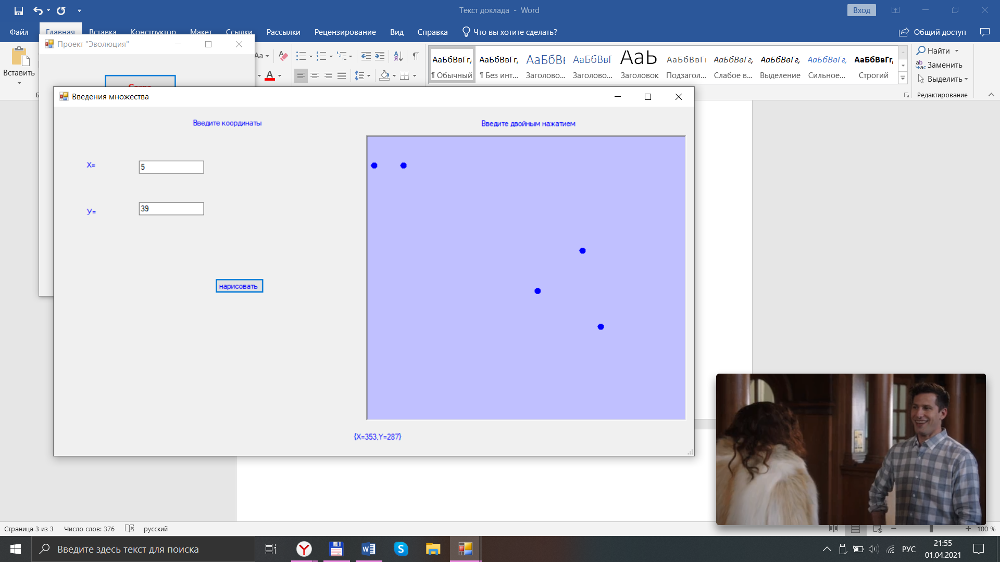 Текст доклада - Word
Вход
Файл Главная Вставка Конструктор Макет Ссылки Рассылки Рецензирование Вид Справка Что вы хотите сделать? Общий доступ
Проект "Эволюция"
Вставить
Aa
А
АаБбВвГг, АаБбВвГг, АаБбВв АаБбВвГ АаЬ АаБбВвГг АаБбВвГг, АаБбВвГг, АаБбВвГг, АаБбВвГг,
¶ Обычный ¶ Без инт... Заголово... Заголово... Заголовок Подзагол... Слабое в... Выделение Сильное... Строгий
Найти
Заменить
Выделить
Редактирование
Введения множества
Введите координаты
Введите двойным нажатием
X=
5
У=
39
нарисовать
{X=353,Y=287}
Страница 3 из 3 Число слов: 376 русский
100 %
Введите здесь текст для поиска
РУС
21:55
01.04.2021